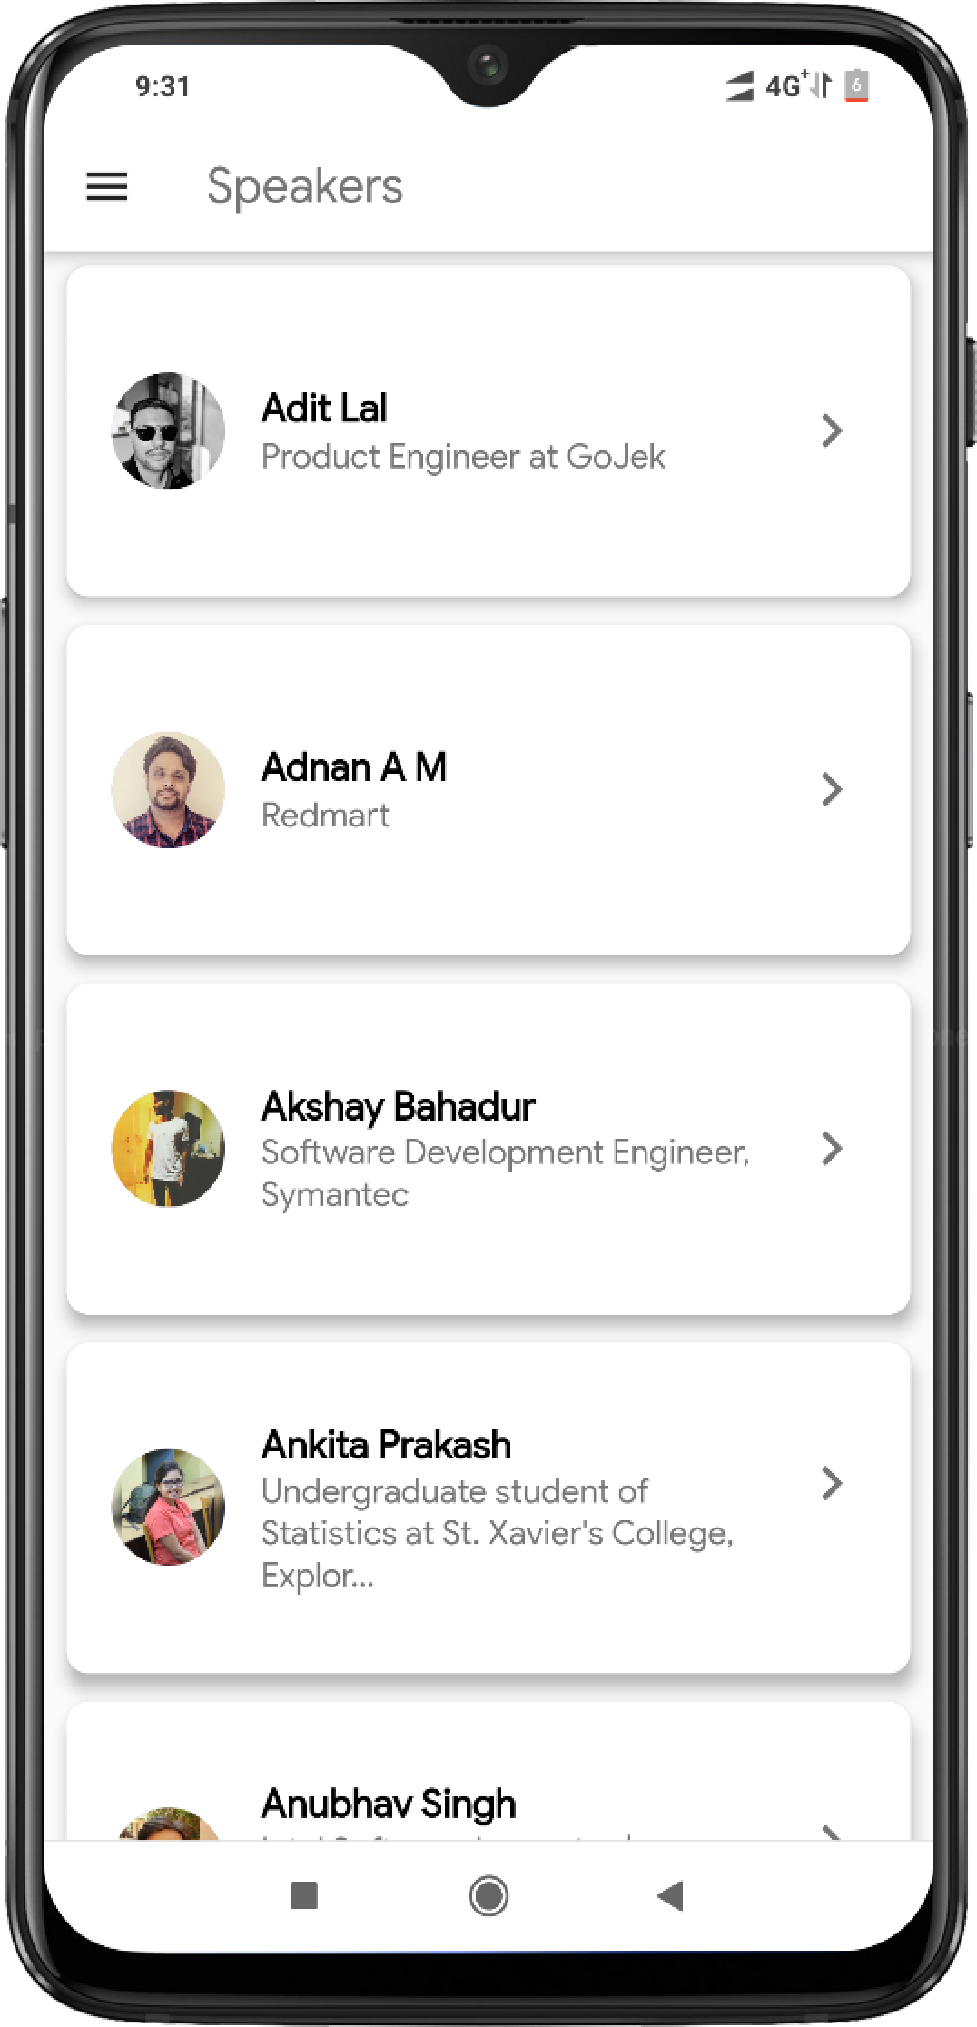 9:31
4G+
6
Speakers
Adit Lal
Product Engineer at GoJek
Adnan A M
Redmart
Akshay Bahadur
Software Development Engineer,
Symantec
Ankita Prakash
Undergraduate student of
Statistics at St. Xavier's College,
Explor...
Anubhav Singh